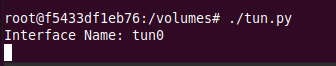 root@f5433df1eb76:/volumes# ./tun.py
Interface Name: tun0